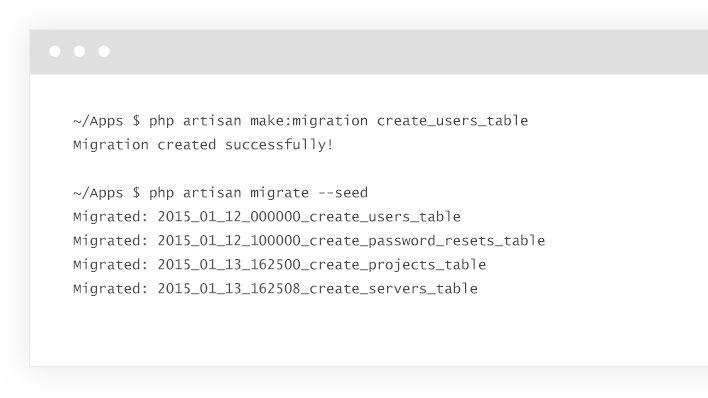 ~/Apps $ php artisan make:migration create_users_table
Migration created successfully!
~/Apps $ php artisan migrate --seed
Migrated: 2015_01_12_000000_create_users_table
Migrated: 2015_01_12_100000_create_password_resets_table
Migrated: 2015_01_13_162500_create_projects_table
Migrated: 2015_01_13_162508_create_servers_table